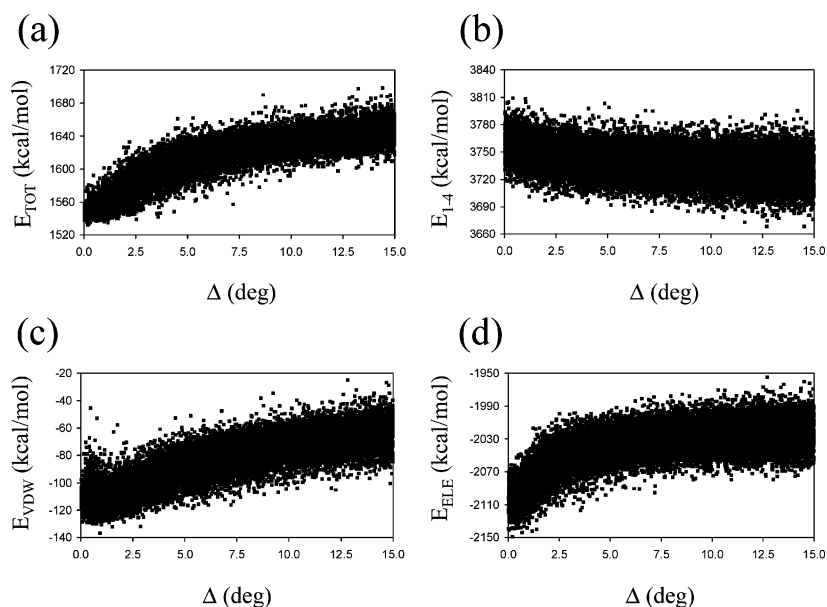 (a)
1720
1680
1640
1600
1560
1520
E_TOT (kcal/mol)
0.0 2.5 5.0 7.5 10.0 12.5 15.0
Δ (deg)
(b)
3840
3810
3780
3750
3720
3690
3660
E_1-4 (kcal/mol)
0.0 2.5 5.0 7.5 10.0 12.5 15.0
Δ (deg)
(c)
-20
-40
-60
-80
-100
-120
-140
E_VDW (kcal/mol)
0.0 2.5 5.0 7.5 10.0 12.5 15.0
Δ (deg)
(d)
-1950
-1990
-2030
-2070
-2110
-2150
E_ELE (kcal/mol)
0.0 2.5 5.0 7.5 10.0 12.5 15.0
Δ (deg)